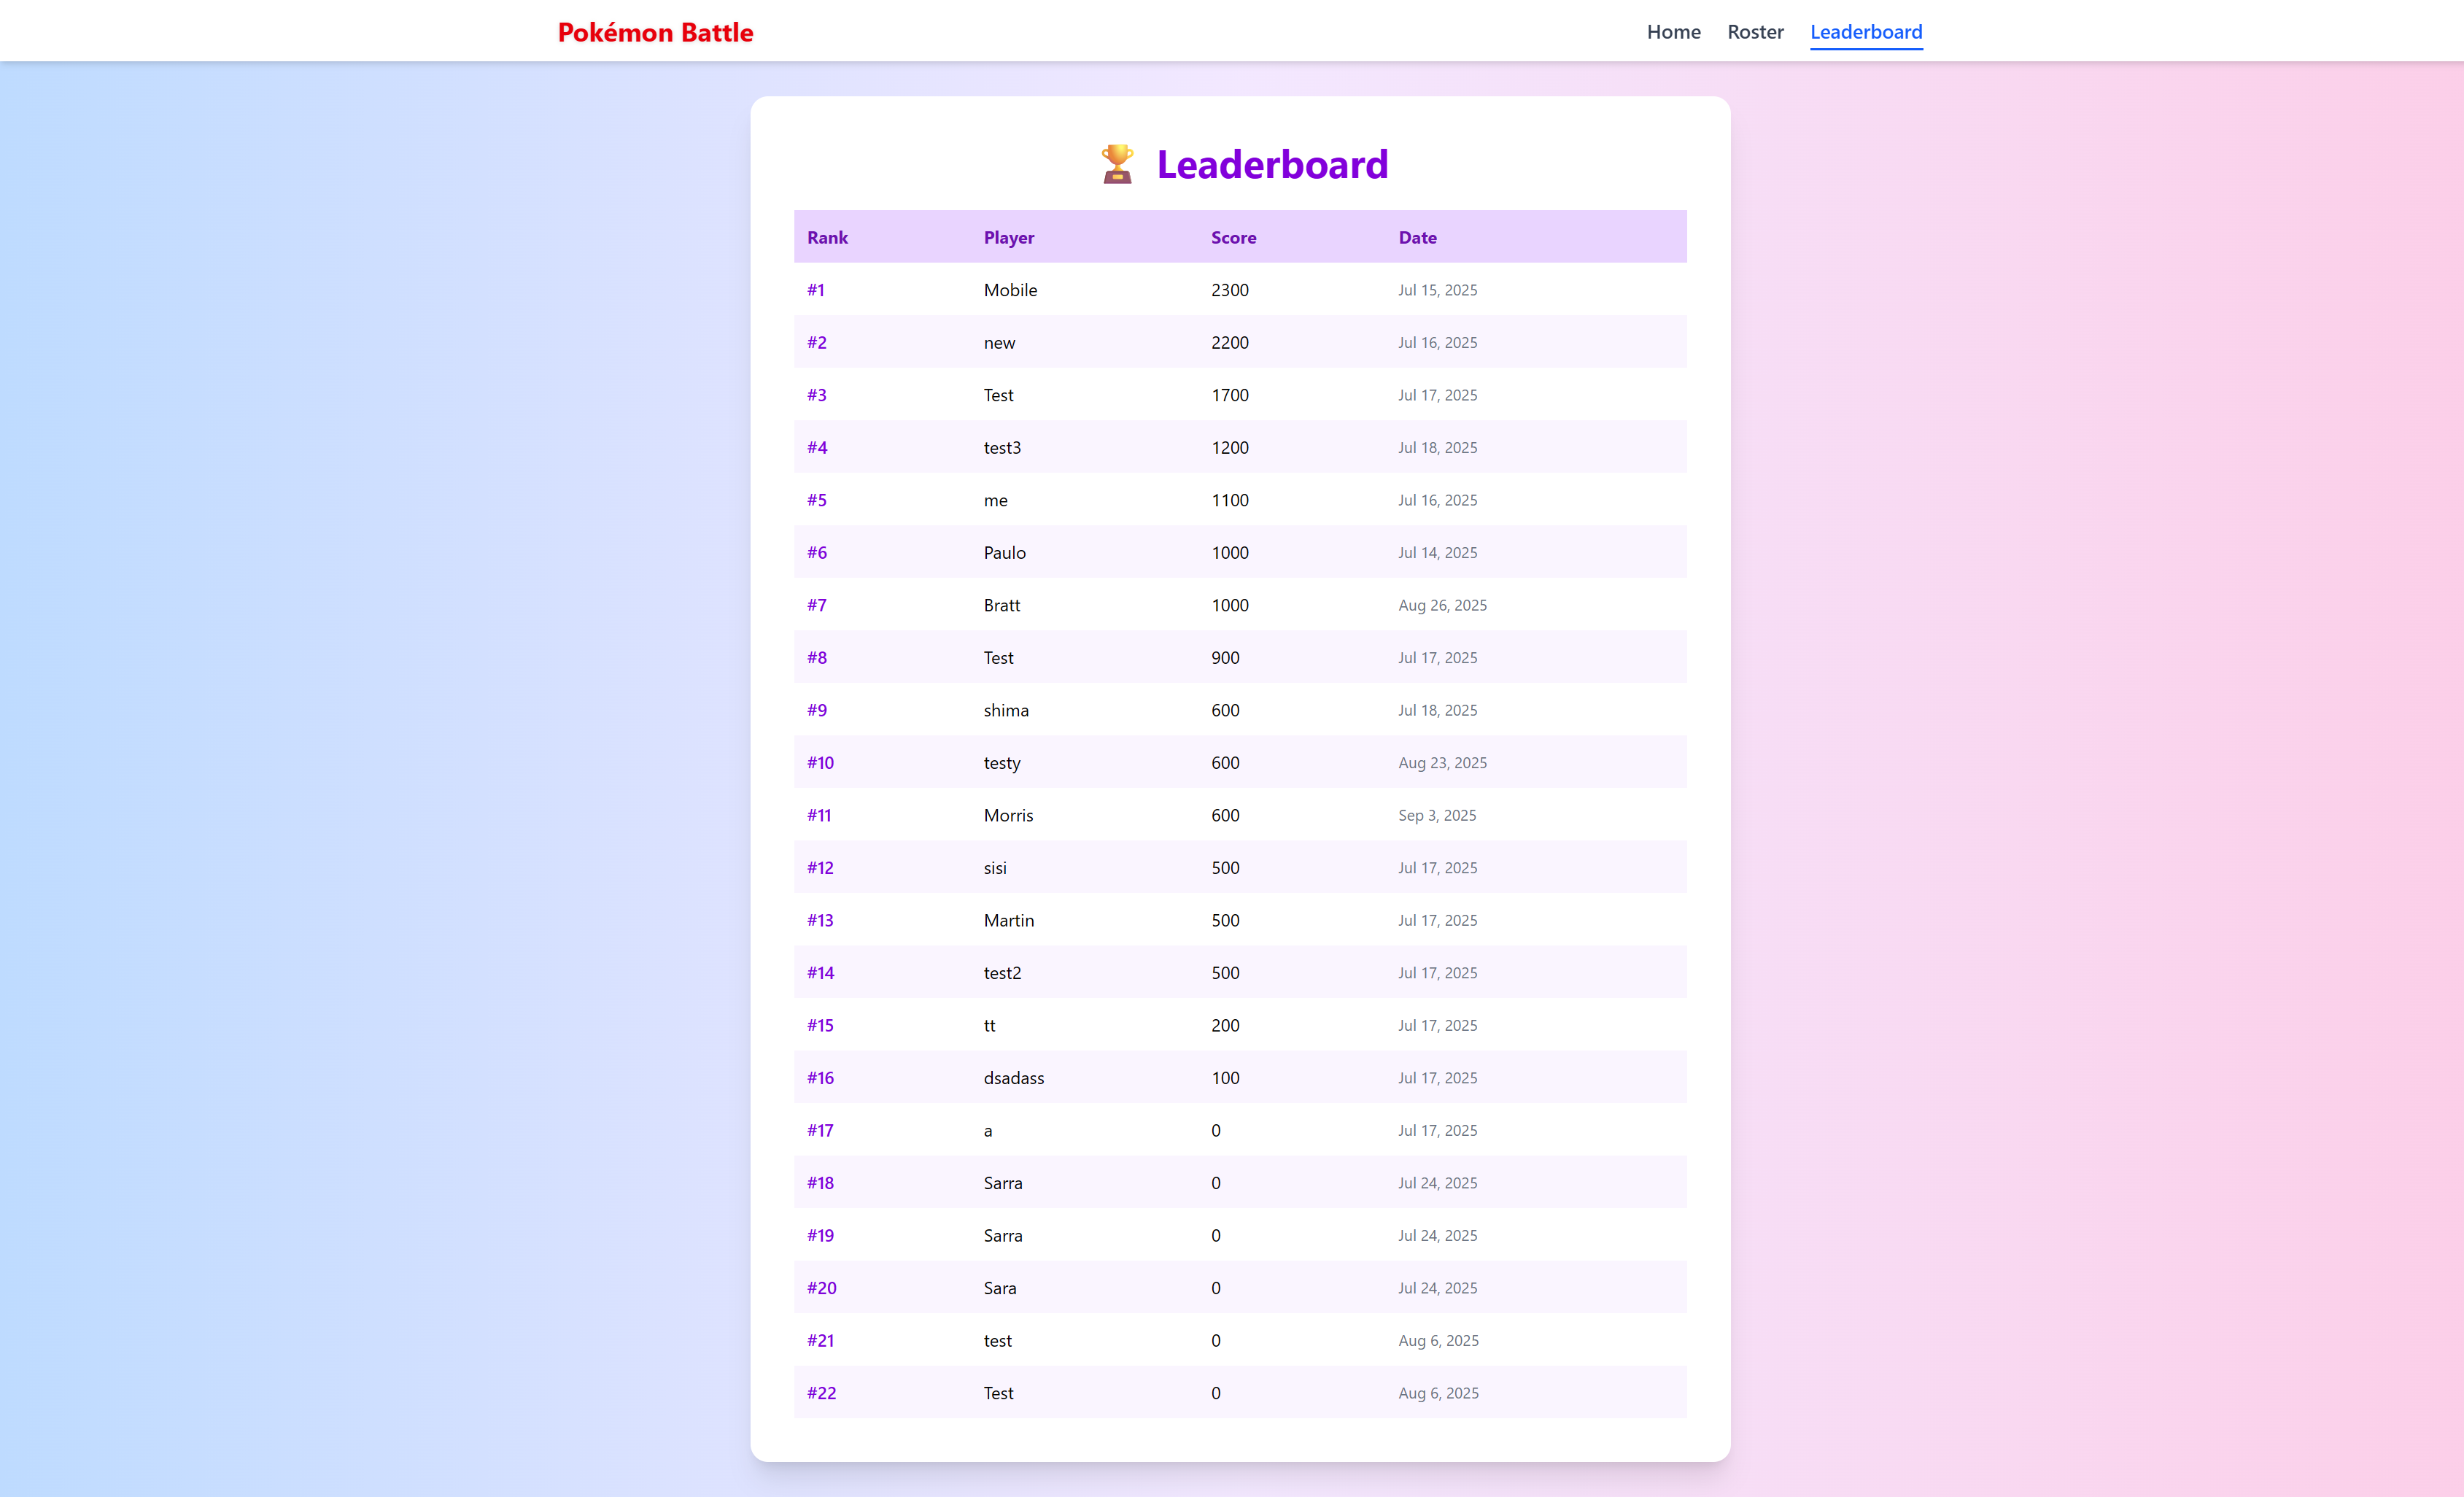 Pokémon Battle Home Roster Leaderboard
🏆 Leaderboard
Rank Player Score Date
#1 Mobile 2300 Jul 15, 2025
#2 new 2200 Jul 16, 2025
#3 Test 1700 Jul 17, 2025
#4 test3 1200 Jul 18, 2025
#5 me 1100 Jul 16, 2025
#6 Paulo 1000 Jul 14, 2025
#7 Bratt 1000 Aug 26, 2025
#8 Test 900 Jul 17, 2025
#9 shima 600 Jul 18, 2025
#10 testy 600 Aug 23, 2025
#11 Morris 600 Sep 3, 2025
#12 sisi 500 Jul 17, 2025
#13 Martin 500 Jul 17, 2025
#14 test2 500 Jul 17, 2025
#15 tt 200 Jul 17, 2025
#16 dsadass 100 Jul 17, 2025
#17 a 0 Jul 17, 2025
#18 Sarra 0 Jul 24, 2025
#19 Sarra 0 Jul 24, 2025
#20 Sara 0 Jul 24, 2025
#21 test 0 Aug 6, 2025
#22 Test 0 Aug 6, 2025